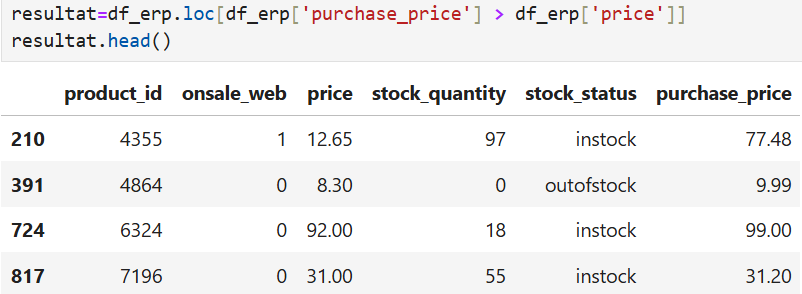 resultat=df_erp.loc[df_erp['purchase_price'] > df_erp['price']]
resultat.head()
product_id onsale_web price stock_quantity stock_status purchase_price
210 4355 1 12.65 97 instock 77.48
391 4864 0 8.30 0 outofstock 9.99
724 6324 0 92.00 18 instock 99.00
817 7196 0 31.00 55 instock 31.20